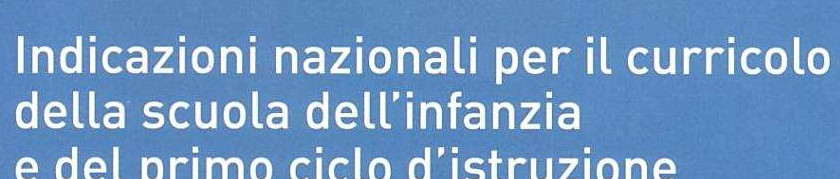 Indicazioni nazionali per il curricolo
della scuola dell'infanzia
e del primo ciclo d'istruzione